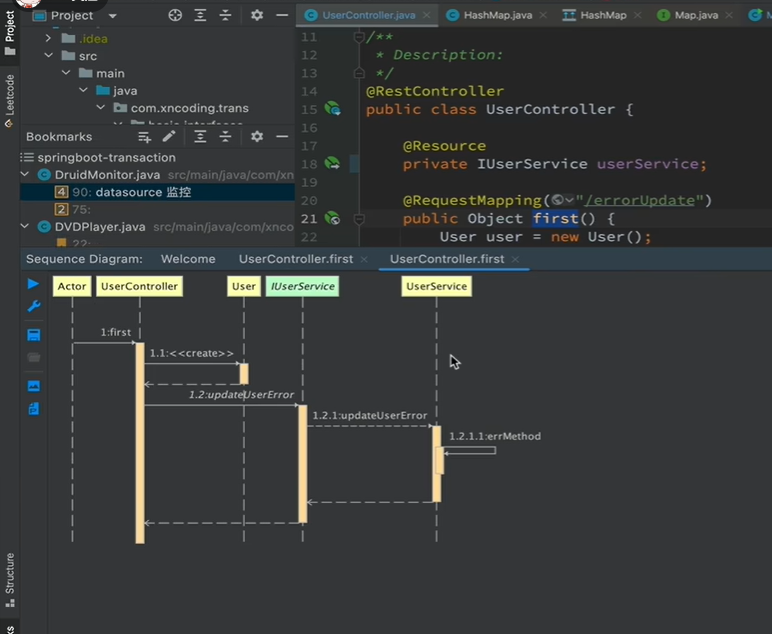 Project
UserController.java
HashMap.java
HashMap
Map.java
.idea
src
main
java
com.xncoding.trans
Bookmarks
springboot-transaction
DruidMonitor.java src/main/java/com/xn
4 90: datasource 监控
2 75:
DVDPlayer.java src/main/java/com/xnco
22:
11 /**
12 * Description:
13 */
14 @RestController
15 public class UserController {
16
17 @Resource
18 private IUserService userService;
19
20 @RequestMapping("/errorUpdate")
21 public Object first() {
22 User user = new User();
Project
Leetcode
Structure
Sequence Diagram: Welcome UserController.first UserController.first
Actor UserController User IUserService UserService
1:first
1.1:<<create>>
1.2:updateUserError
1.2.1:updateUserError
1.2.1.1:errMethod